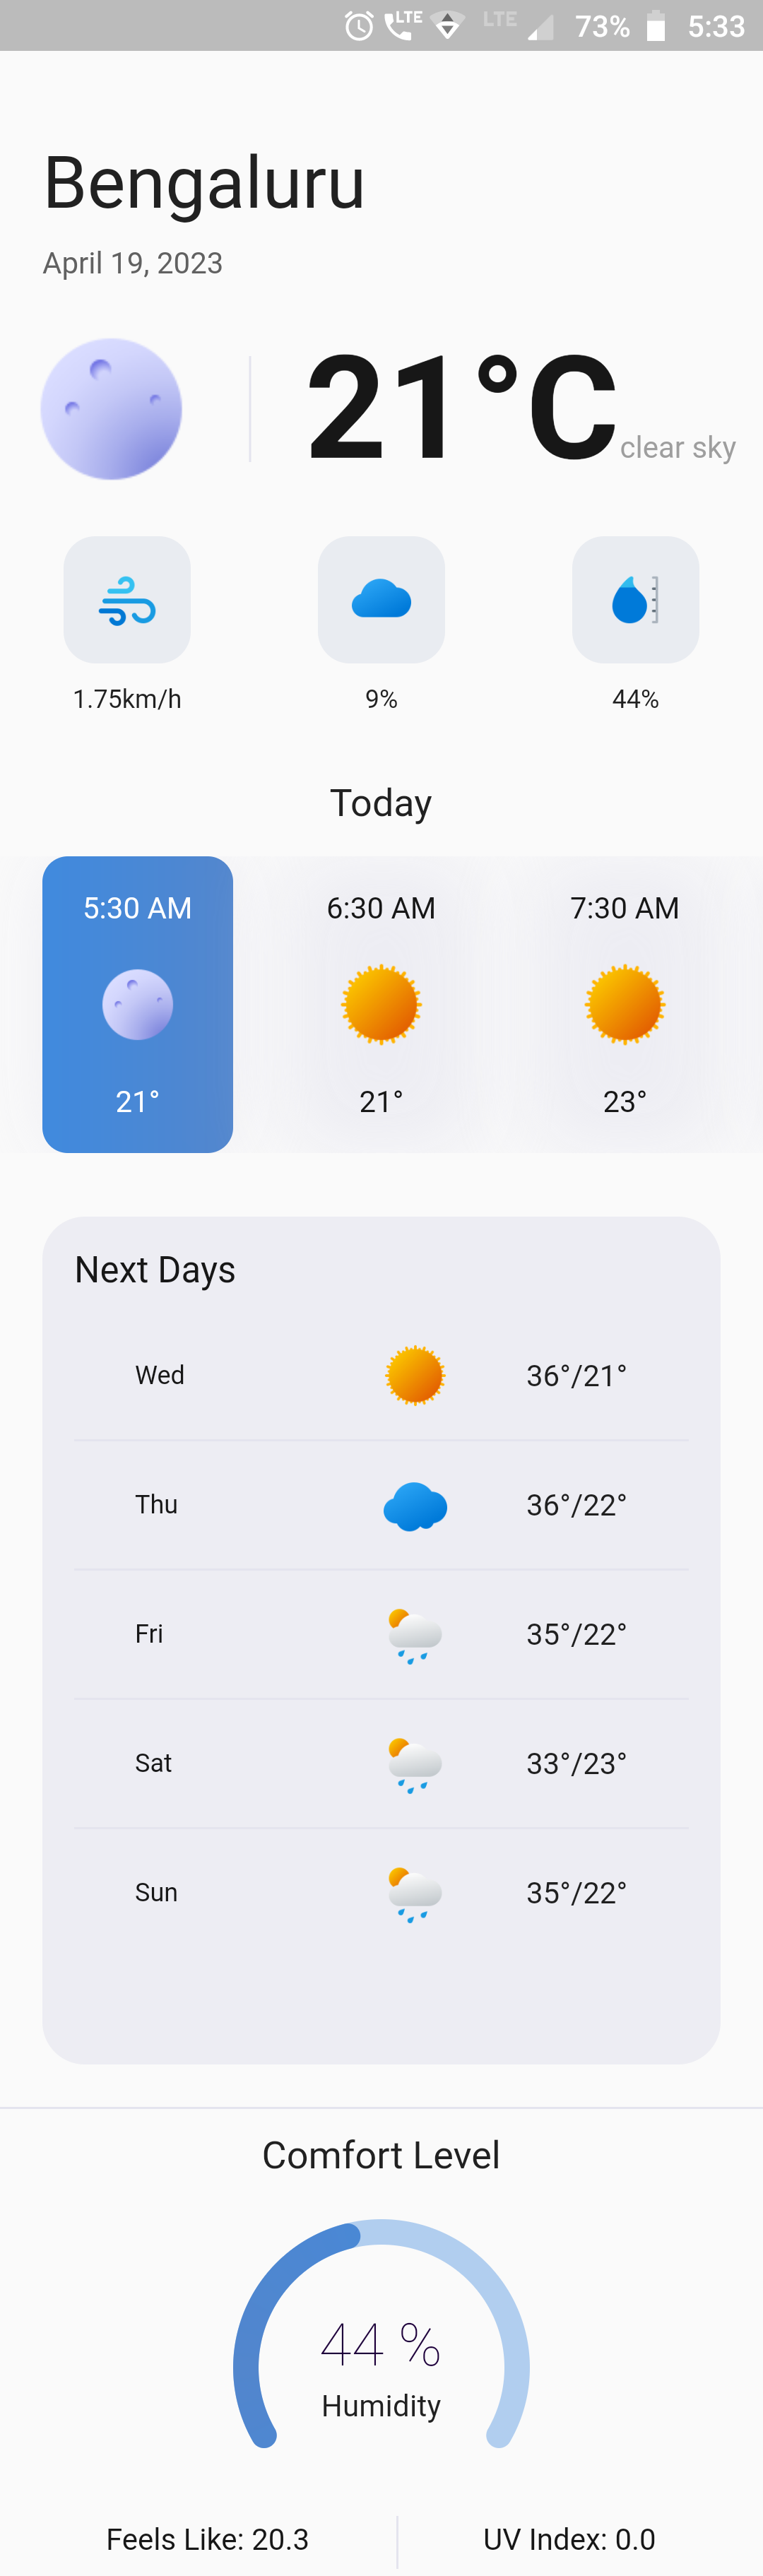 LTE LTE 73% 5:33
Bengaluru
April 19, 2023
21°C clear sky
1.75km/h 9% 44%
Today
5:30 AM 6:30 AM 7:30 AM
21° 21° 23°
Next Days
Wed 36°/21°
Thu 36°/22°
Fri 35°/22°
Sat 33°/23°
Sun 35°/22°
Comfort Level
44 %
Humidity
Feels Like: 20.3 UV Index: 0.0